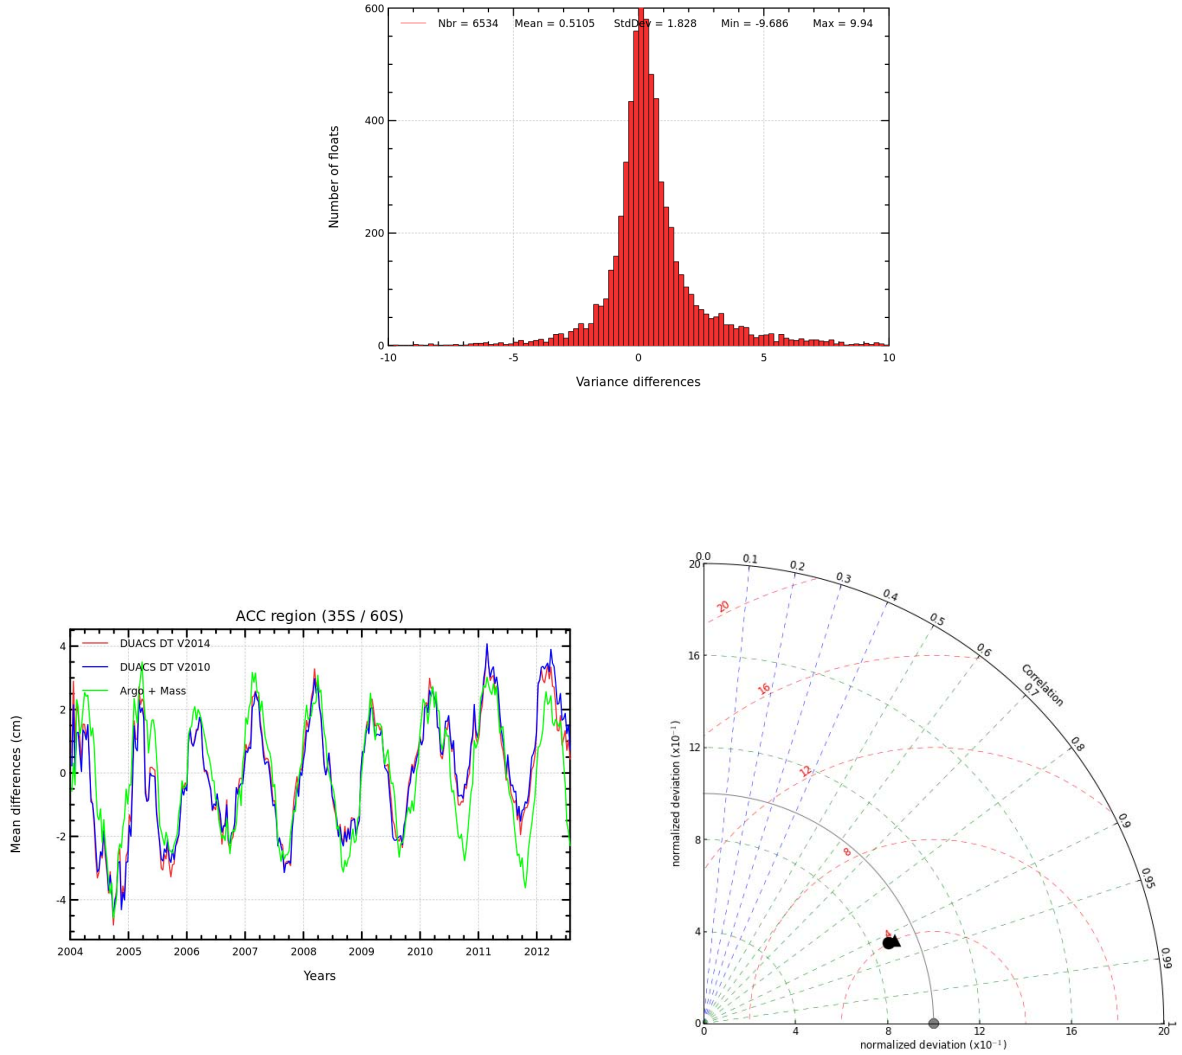 600
Nbr = 6534 Mean = 0.5105 StdDev = 1.828 Min = -9.686 Max = 9.94
400
200
0
-10 -5 0 5 10
Number of floats
Variance differences
ACC region (35S / 60S)
DUACS DT V2014
DUACS DT V2010
Argo + Mass
4
2
0
-2
-4
2004 2005 2006 2007 2008 2009 2010 2011 2012
Mean differences (cm)
Years
0.0 0.1 0.2 0.3 0.4 0.5 0.6 0.7 0.8 0.9 0.95 0.99 1
Correlation
20
16
12
8
4
0
20
16
12
8
4
normalized deviation (x10⁻¹)
0 4 8 12 16 20
normalized deviation (x10⁻¹)